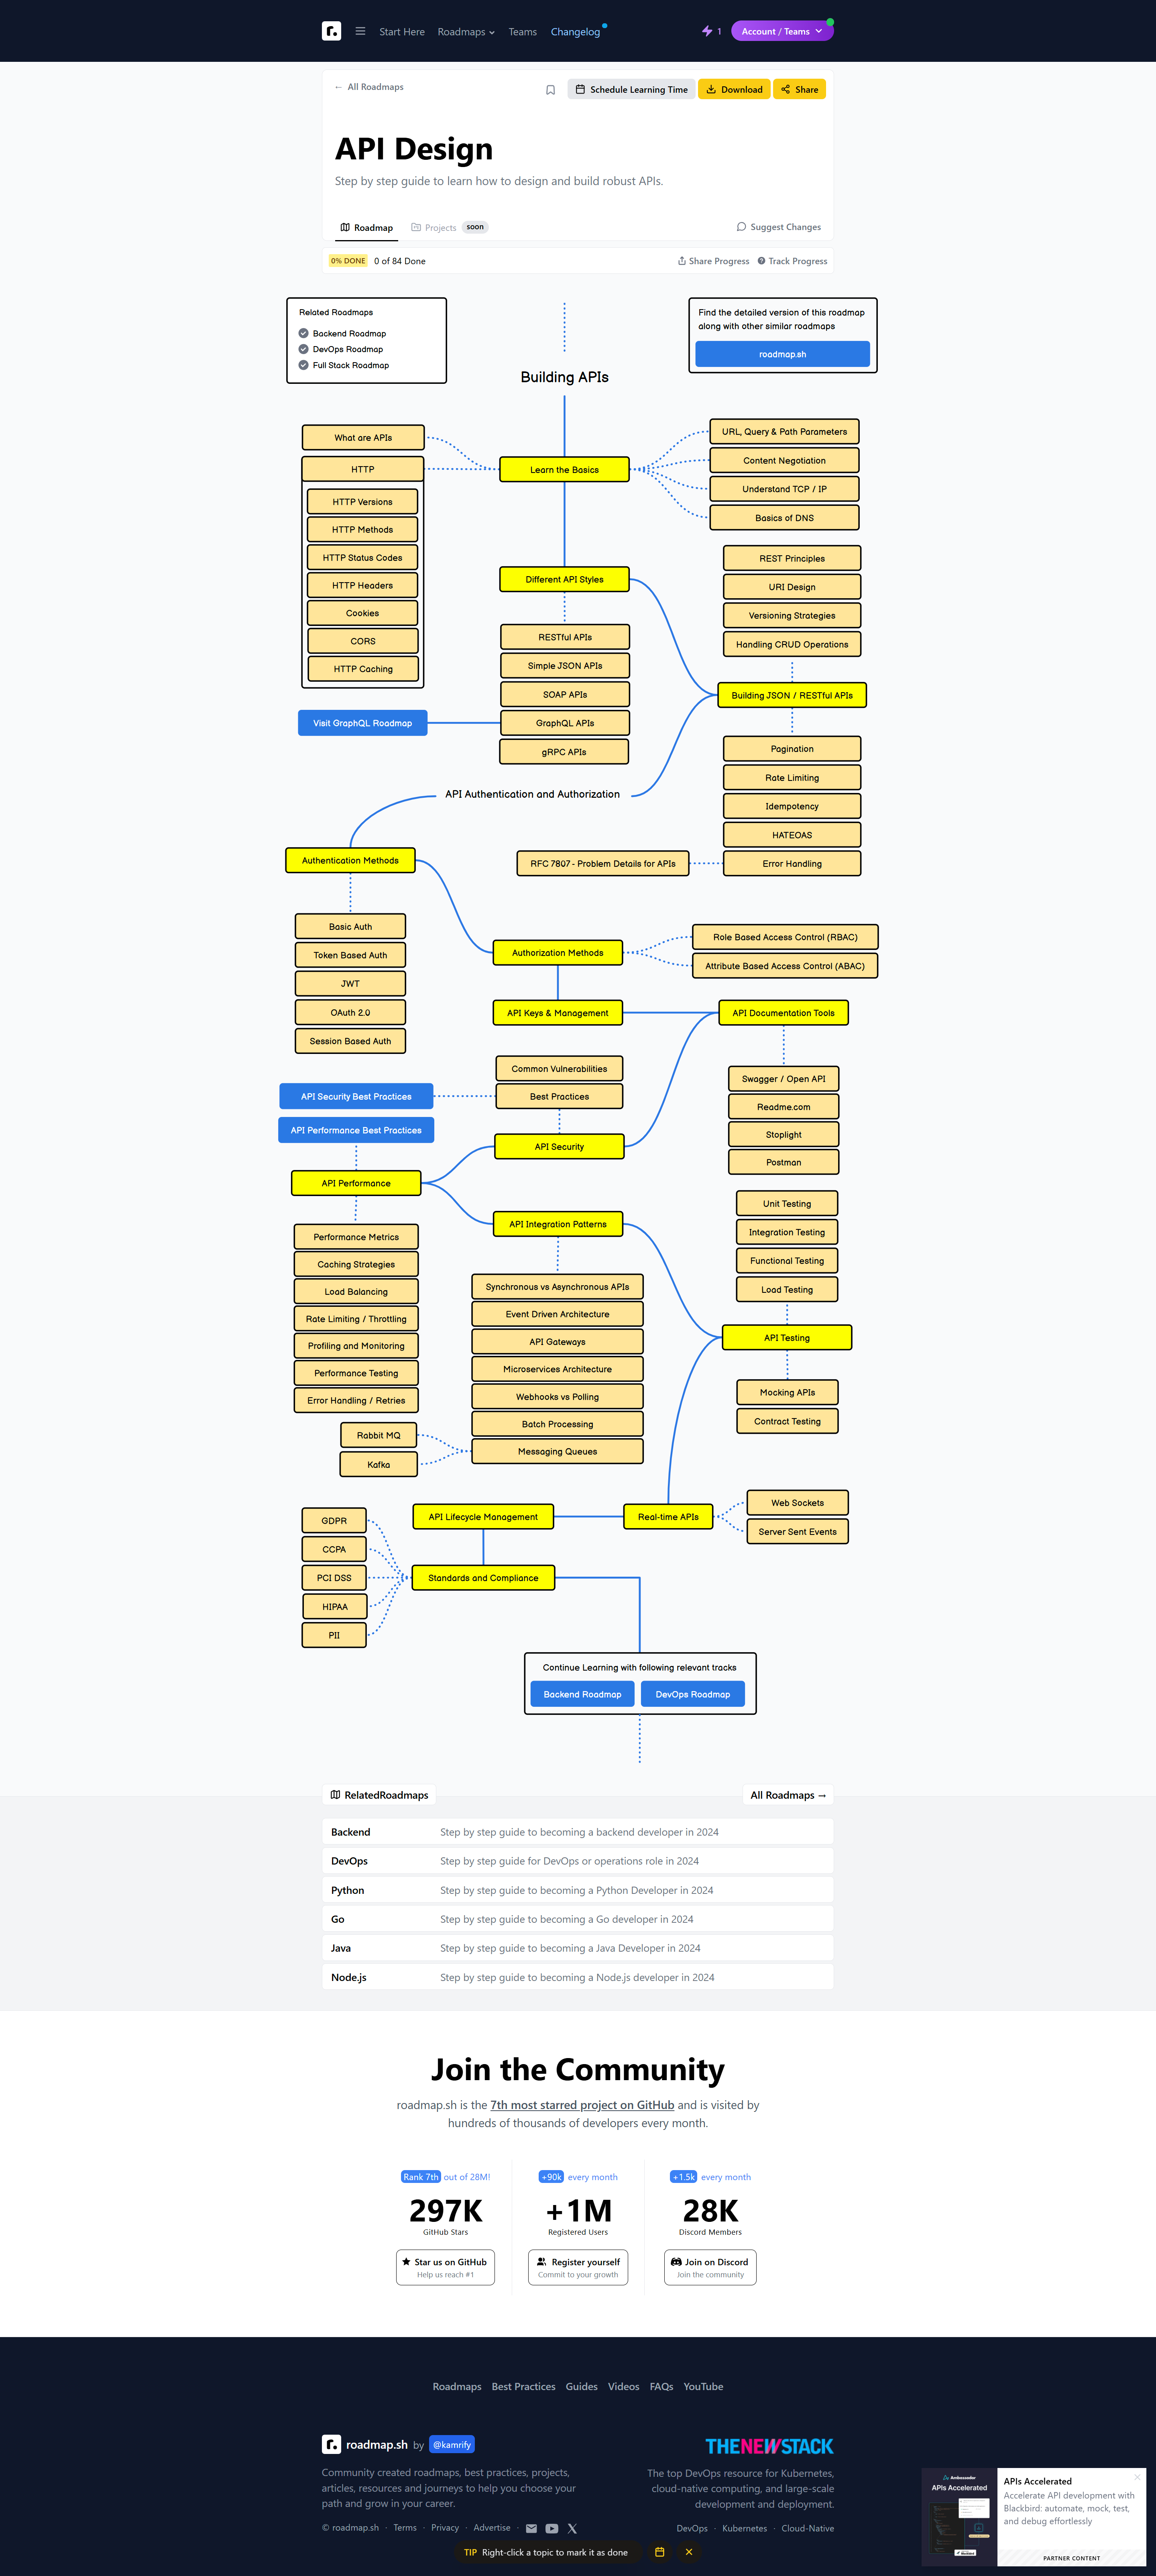 r.
Start Here
Roadmaps
Teams
Changelog
1
Account / Teams
← All Roadmaps
Schedule Learning Time
Download
Share
API Design
Step by step guide to learn how to design and build robust APIs.
Roadmap
Projects
soon
Suggest Changes
0% DONE
0 of 84 Done
Share Progress
Track Progress
Related Roadmaps
Backend Roadmap
DevOps Roadmap
Full Stack Roadmap
Find the detailed version of this roadmap
along with other similar roadmaps
roadmap.sh
Building APIs
What are APIs
HTTP
HTTP Versions
HTTP Methods
HTTP Status Codes
HTTP Headers
Cookies
CORS
HTTP Caching
Learn the Basics
URL, Query & Path Parameters
Content Negotiation
Understand TCP / IP
Basics of DNS
Different API Styles
RESTful APIs
Simple JSON APIs
SOAP APIs
GraphQL APIs
gRPC APIs
Visit GraphQL Roadmap
REST Principles
URI Design
Versioning Strategies
Handling CRUD Operations
Building JSON / RESTful APIs
Pagination
Rate Limiting
Idempotency
HATEOAS
Error Handling
RFC 7807 - Problem Details for APIs
API Authentication and Authorization
Authentication Methods
Basic Auth
Token Based Auth
JWT
OAuth 2.0
Session Based Auth
Authorization Methods
Role Based Access Control (RBAC)
Attribute Based Access Control (ABAC)
API Keys & Management
API Documentation Tools
Swagger / Open API
Readme.com
Stoplight
Postman
Common Vulnerabilities
Best Practices
API Security Best Practices
API Performance Best Practices
API Security
API Performance
Performance Metrics
Caching Strategies
Load Balancing
Rate Limiting / Throttling
Profiling and Monitoring
Performance Testing
Error Handling / Retries
API Integration Patterns
Synchronous vs Asynchronous APIs
Event Driven Architecture
API Gateways
Microservices Architecture
Webhooks vs Polling
Batch Processing
Messaging Queues
Rabbit MQ
Kafka
Unit Testing
Integration Testing
Functional Testing
Load Testing
API Testing
Mocking APIs
Contract Testing
Real-time APIs
Web Sockets
Server Sent Events
API Lifecycle Management
Standards and Compliance
GDPR
CCPA
PCI DSS
HIPAA
PII
Continue Learning with following relevant tracks
Backend Roadmap
DevOps Roadmap
RelatedRoadmaps
All Roadmaps →
Backend
Step by step guide to becoming a backend developer in 2024
DevOps
Step by step guide for DevOps or operations role in 2024
Python
Step by step guide to becoming a Python Developer in 2024
Go
Step by step guide to becoming a Go developer in 2024
Java
Step by step guide to becoming a Java Developer in 2024
Node.js
Step by step guide to becoming a Node.js developer in 2024
Join the Community
roadmap.sh is the 7th most starred project on GitHub and is visited by
hundreds of thousands of developers every month.
Rank 7th out of 28M!
297K
GitHub Stars
Star us on GitHub
Help us reach #1
+90k every month
+1M
Registered Users
Register yourself
Commit to your growth
+1.5k every month
28K
Discord Members
Join on Discord
Join the community
Roadmaps
Best Practices
Guides
Videos
FAQs
YouTube
r. roadmap.sh by @kamrify
Community created roadmaps, best practices, projects,
articles, resources and journeys to help you choose your
path and grow in your career.
© roadmap.sh · Terms · Privacy · Advertise ·
THENEWSTACK
The top DevOps resource for Kubernetes,
cloud-native computing, and large-scale
development and deployment.
DevOps · Kubernetes · Cloud-Native
TIP Right-click a topic to mark it as done
Ambassador
APIs Accelerated
APIs Accelerated
Accelerate API development with
Blackbird: automate, mock, test,
and debug effortlessly
PARTNER CONTENT